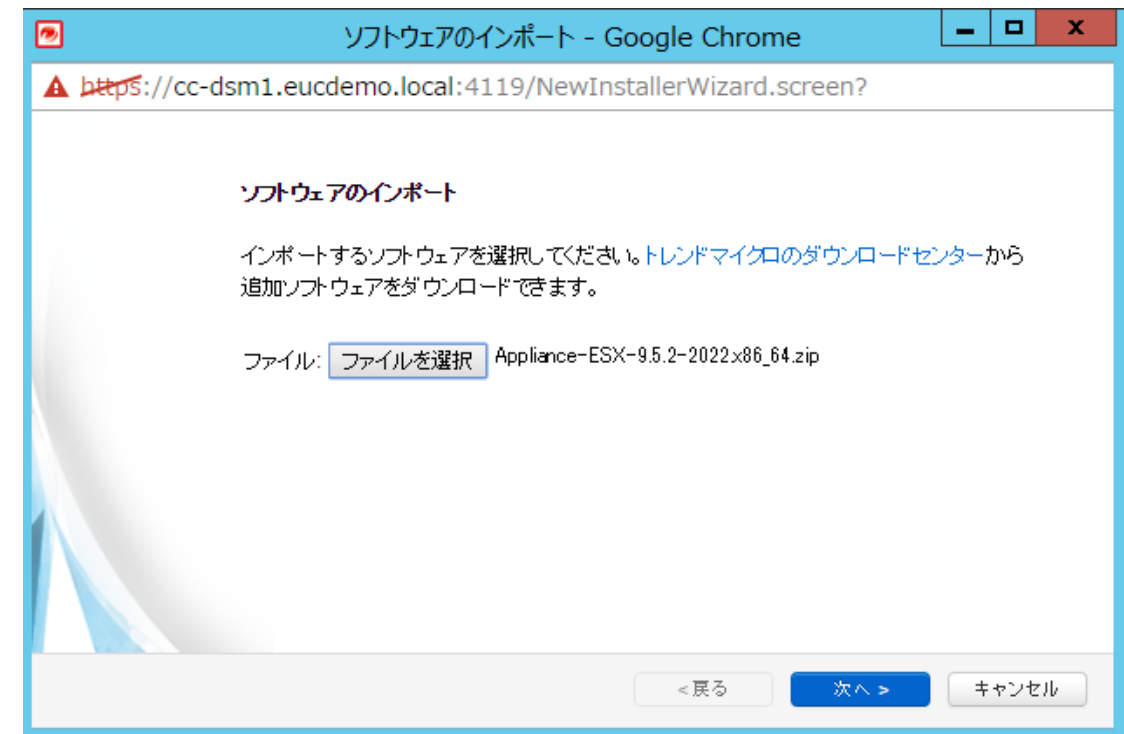 ソフトウェアのインポート - Google Chrome
https://cc-dsm1.eucdemo.local:4119/NewInstallerWizard.screen?
ソフトウェアのインポート
インポートするソフトウェアを選択してください。トレンドマイクロのダウンロードセンターから
追加ソフトウェアをダウンロードできます。
ファイル: ファイルを選択 Appliance-ESX-9.5.2-2022.x86_64.zip
<戻る 次へ > キャンセル